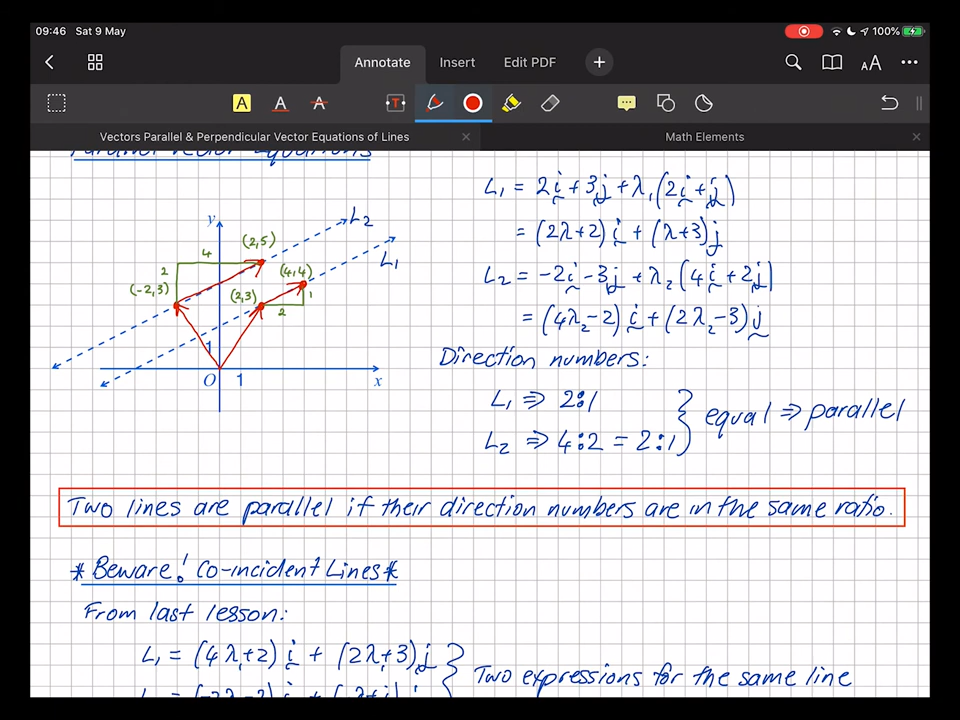 09:46 Sat 9 May
100%
Annotate Insert Edit PDF
AA
A A A T
Vectors Parallel & Perpendicular Vector Equations of Lines
Math Elements
Parallel Vector Equations
y
L₂
L₁
(2,5)
4
2
(4,4)
(-2,3)
(2,3)
1
2
1
O 1 x
L₁ = 2i + 3j + λ₁(2i + j)
= (2λ+2)i + (λ+3)j
L₂ = -2i - 3j + λ₂(4i + 2j)
= (4λ₂-2)i + (2λ₂-3)j
Direction numbers:
L₁ ⇒ 2:1
L₂ ⇒ 4:2 = 2:1
equal ⇒ parallel
Two lines are parallel if their direction numbers are in the same ratio.
*Beware! Co-incident Lines*
From last lesson:
L₁ = (4λ₁+2)i + (2λ₁+3)j
Two expressions for the same line